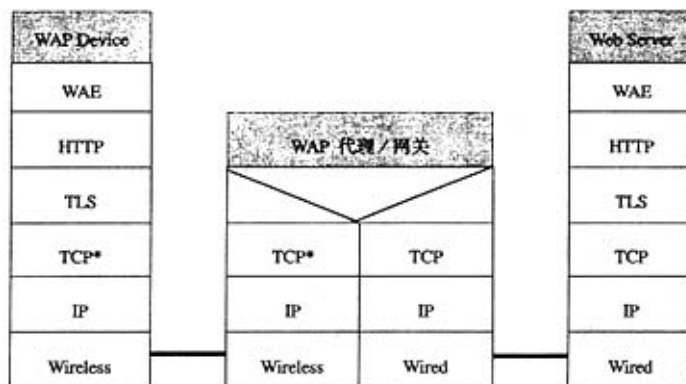 WAP Device
WAE
HTTP
TLS
TCP*
IP
Wireless
WAP 代理/网关
TCP* TCP
IP IP
Wireless Wired
Web Server
WAE
HTTP
TLS
TCP
IP
Wired